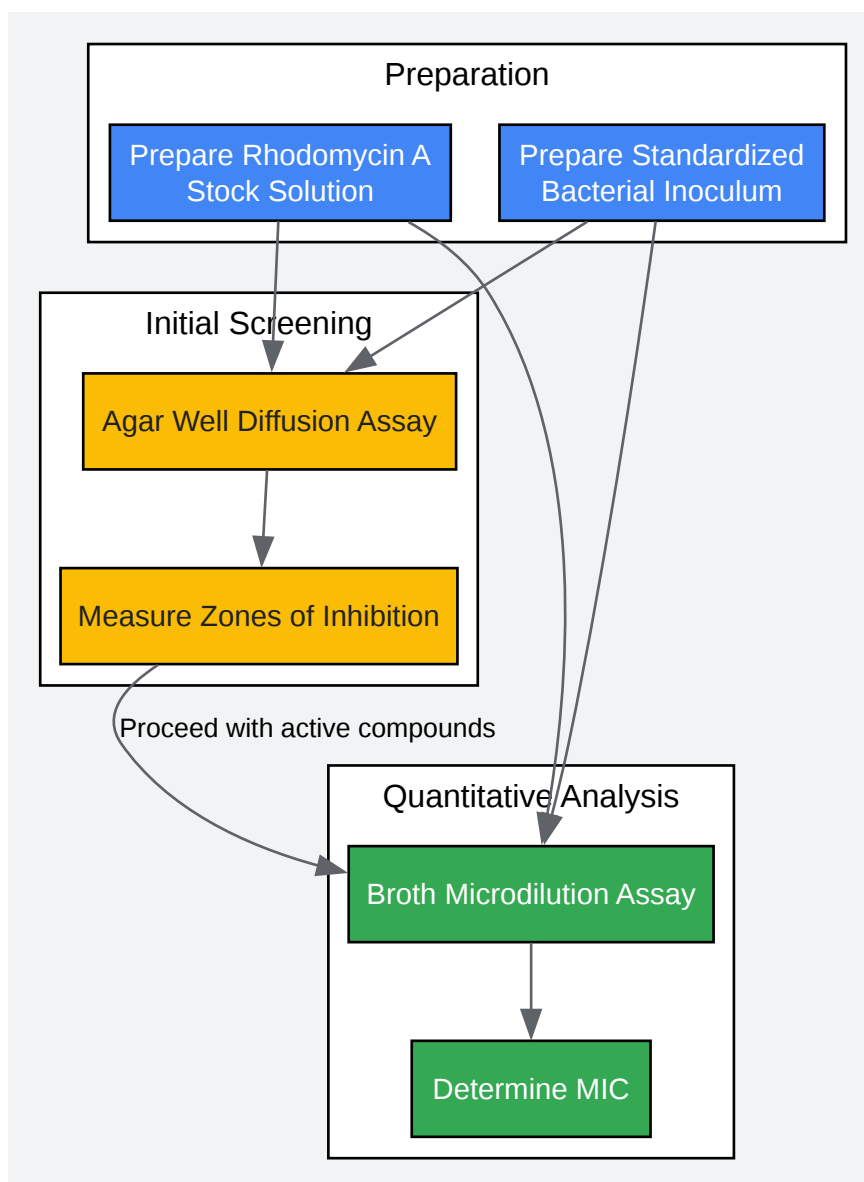 Preparation
Prepare Rhodomycin A
Stock Solution
Prepare Standardized
Bacterial Inoculum
Initial Screening
Agar Well Diffusion Assay
Measure Zones of Inhibition
Proceed with active compounds
Quantitative Analysis
Broth Microdilution Assay
Determine MIC